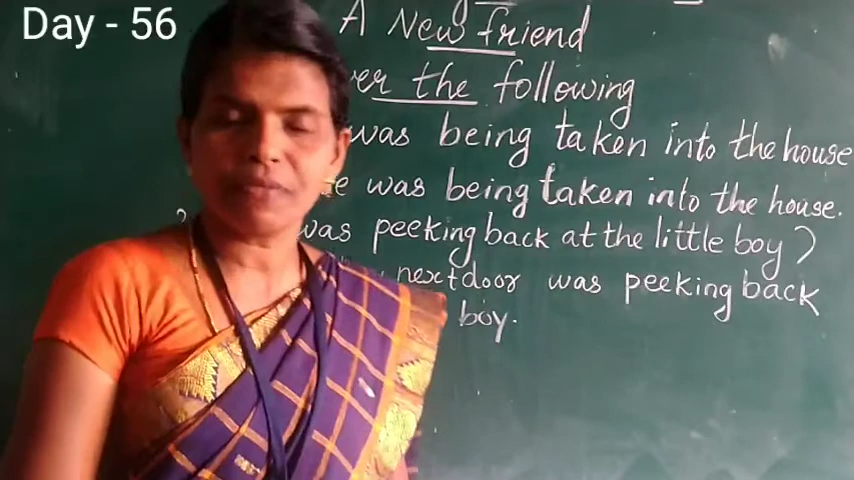 Day - 56
A New friend
the following
was being taken into the house
was being taken into the house.
was peeking back at the little boy?
nextdoor was peeking back
boy.